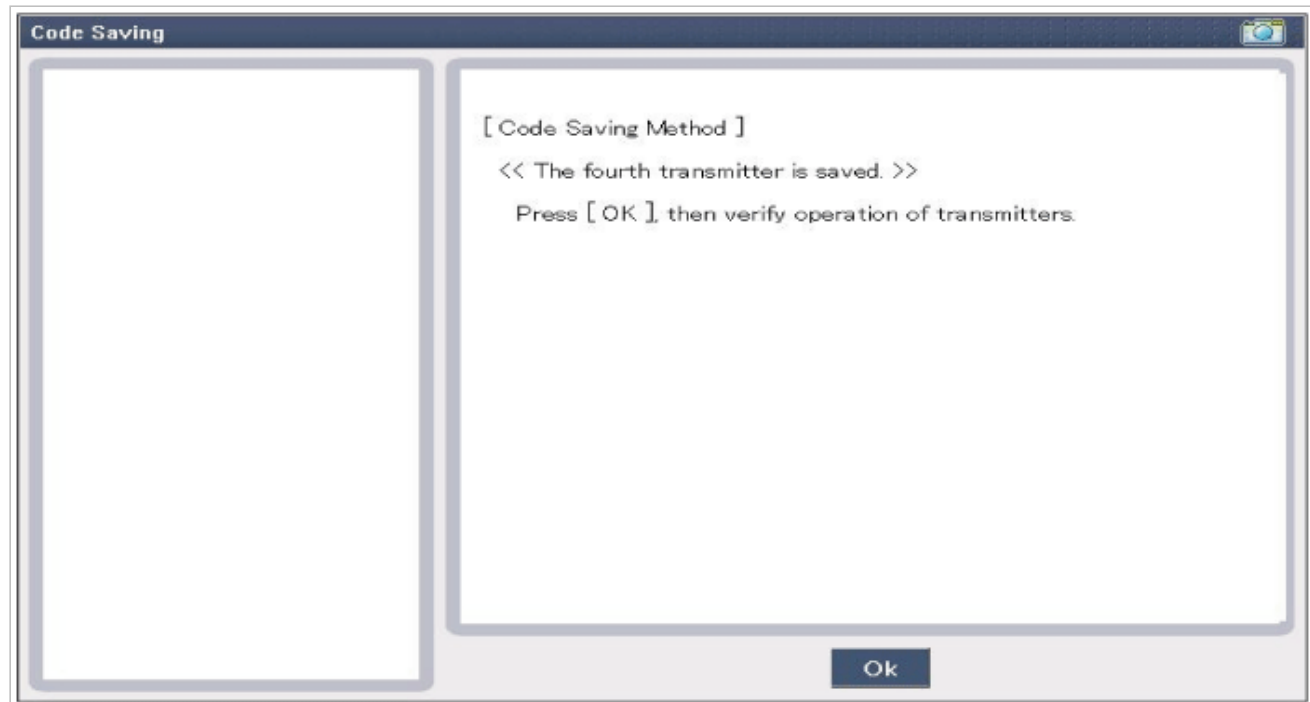 Code Saving
[ Code Saving Method ]
<< The fourth transmitter is saved. >>
Press [ OK ], then verify operation of transmitters.
Ok